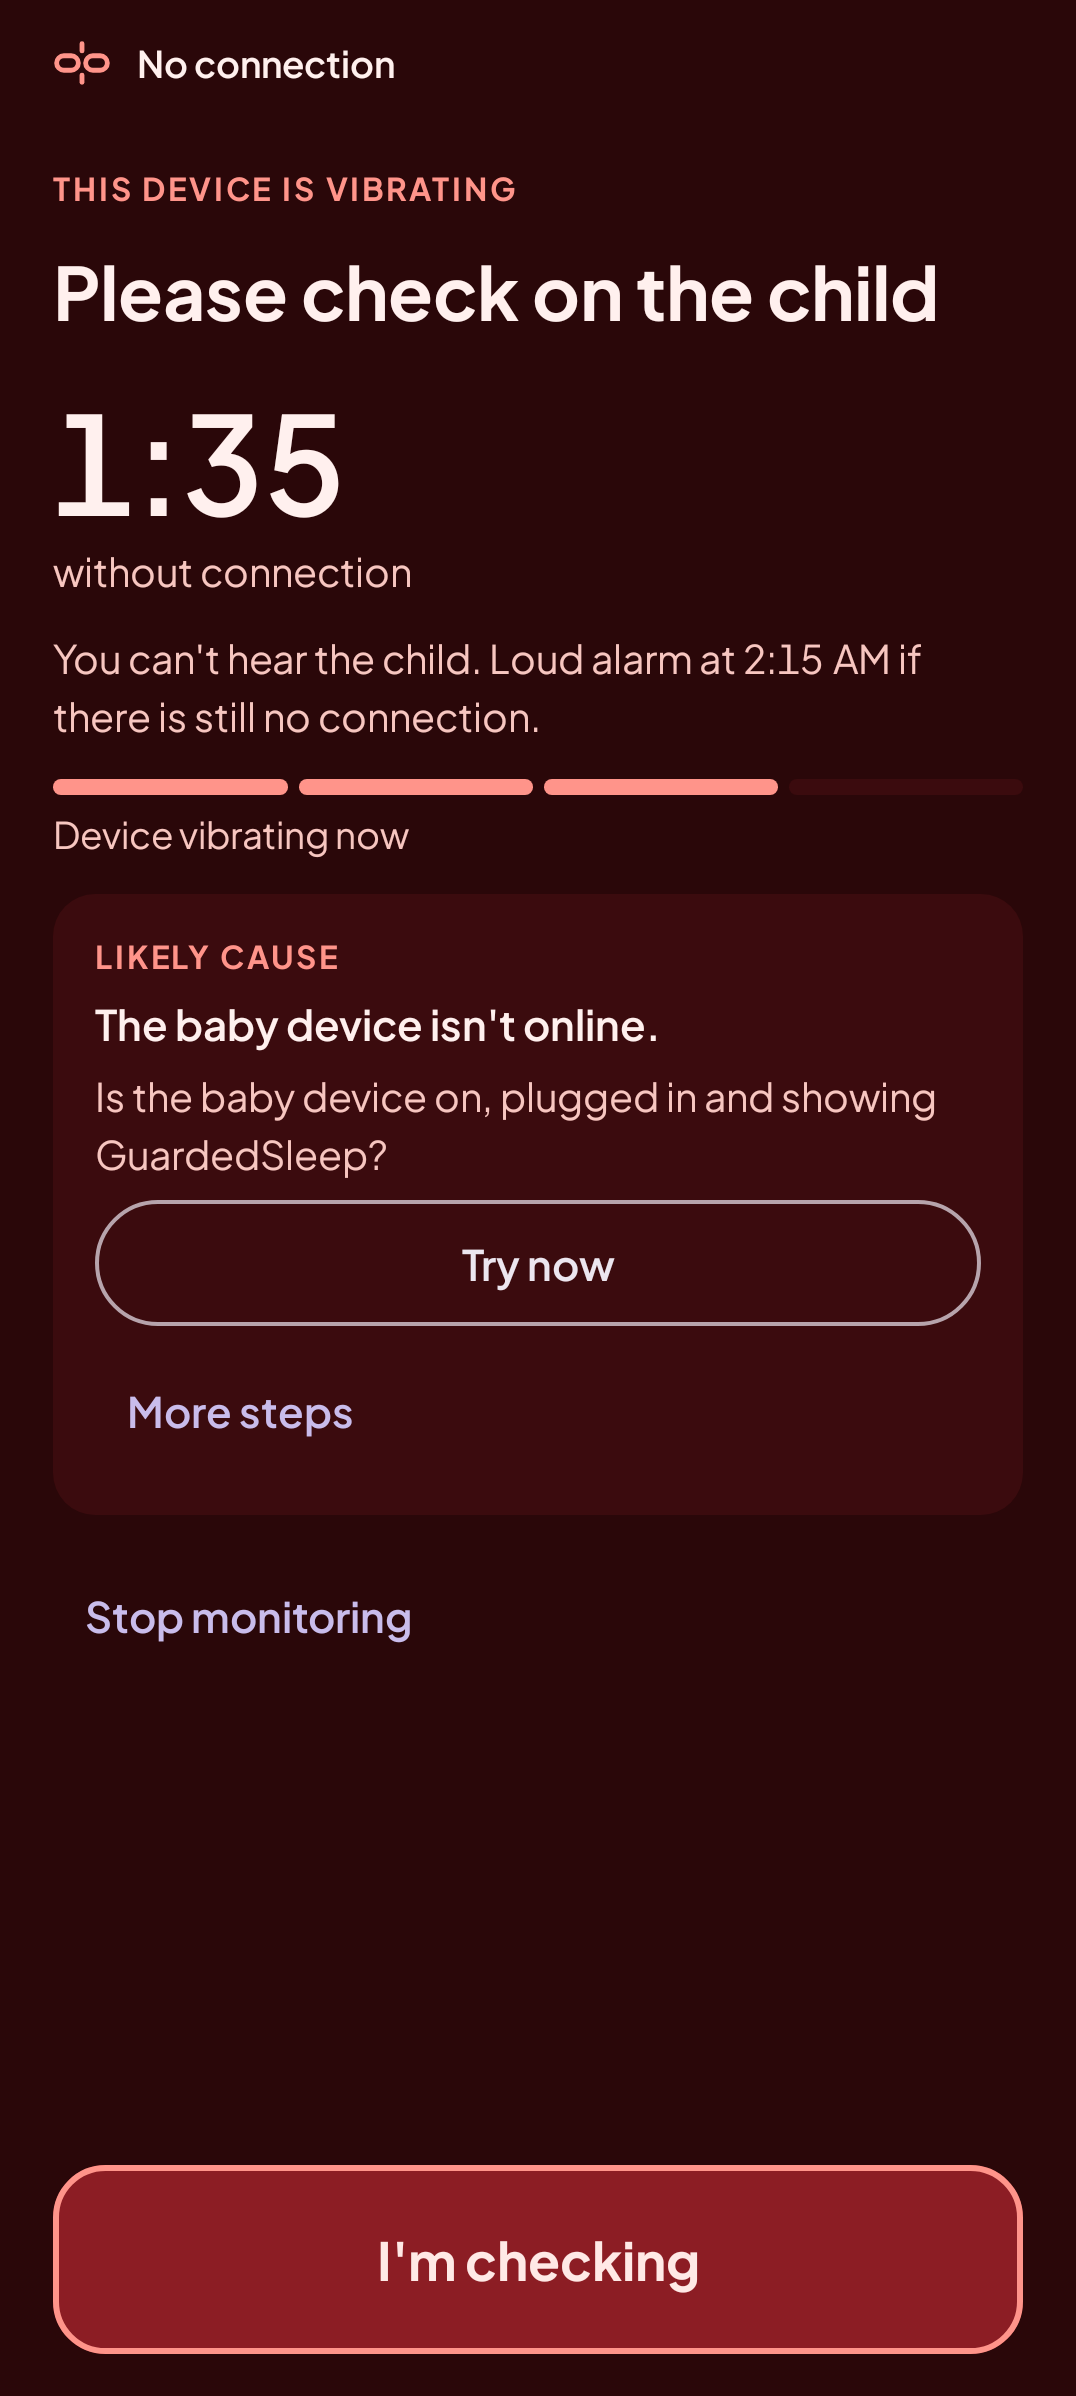 No connection
THIS DEVICE IS VIBRATING
Please check on the child
1:35
without connection
You can't hear the child. Loud alarm at 2:15 AM if
there is still no connection.
Device vibrating now
LIKELY CAUSE
The baby device isn't online.
Is the baby device on, plugged in and showing
GuardedSleep?
Try now
More steps
Stop monitoring
I'm checking